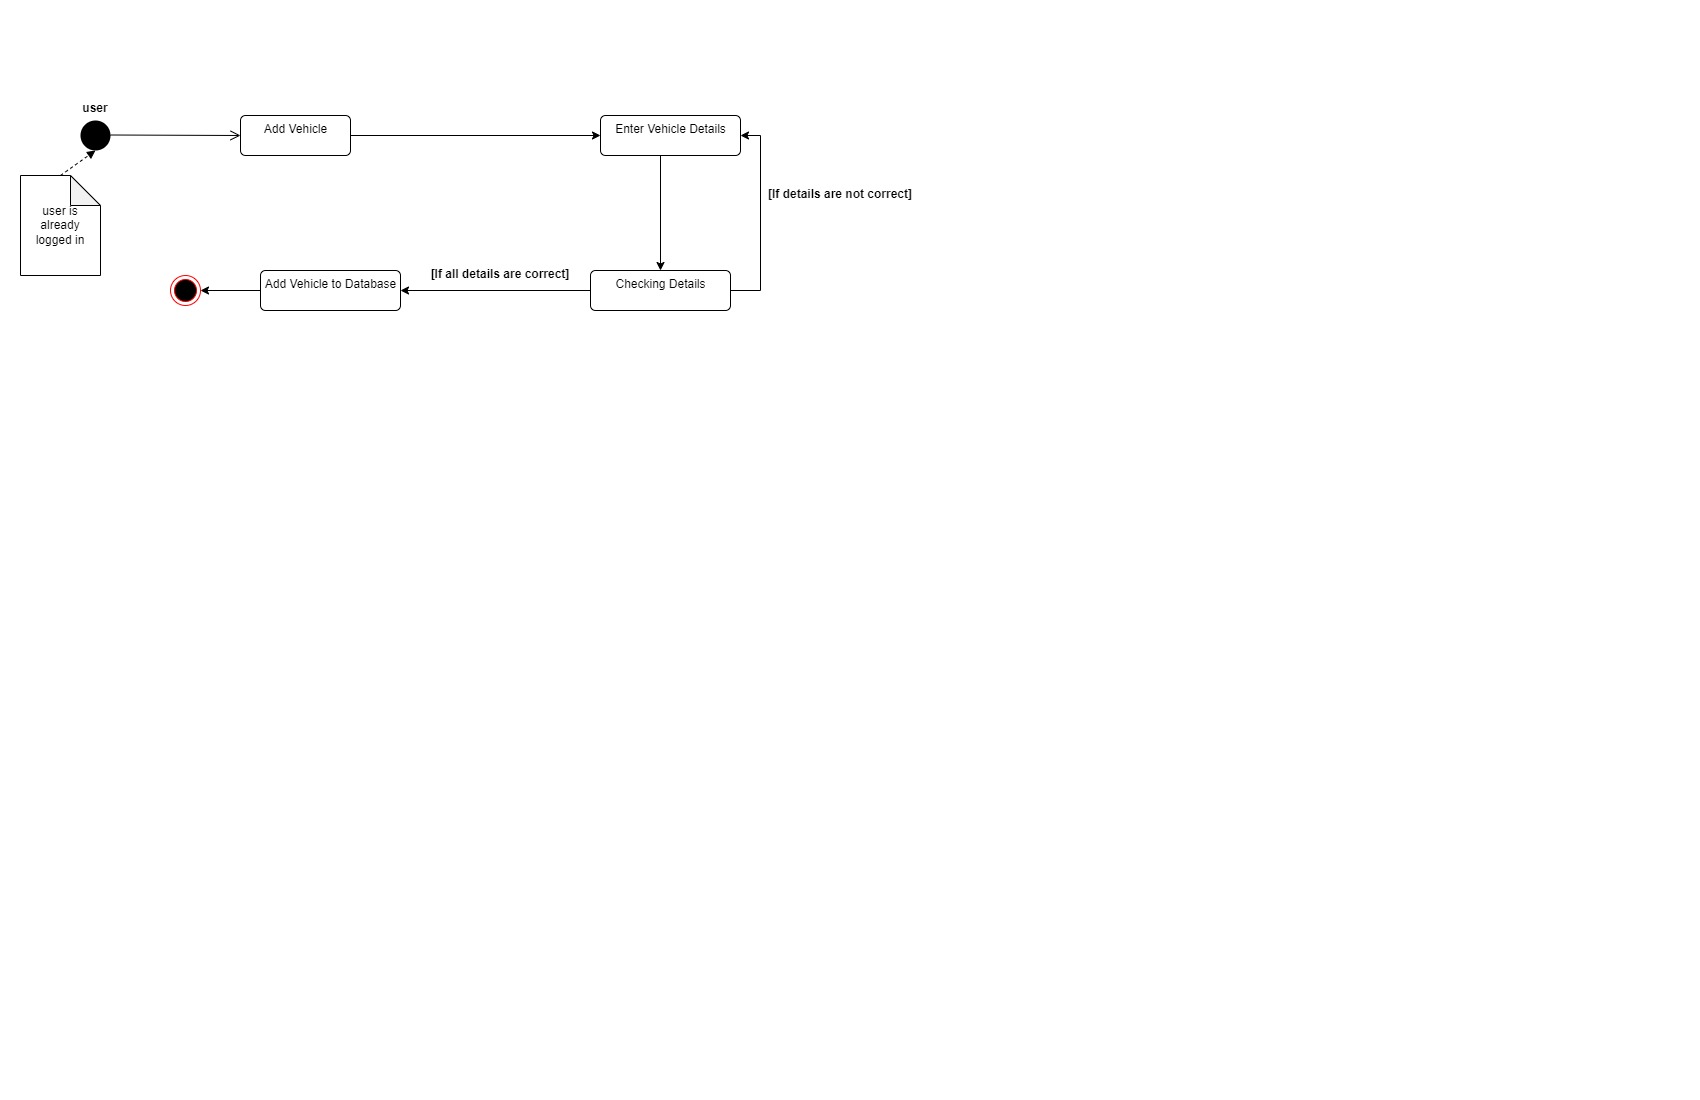 user
Add Vehicle
Enter Vehicle Details
[If details are not correct]
user is
already
logged in
[If all details are correct]
Add Vehicle to Database
Checking Details